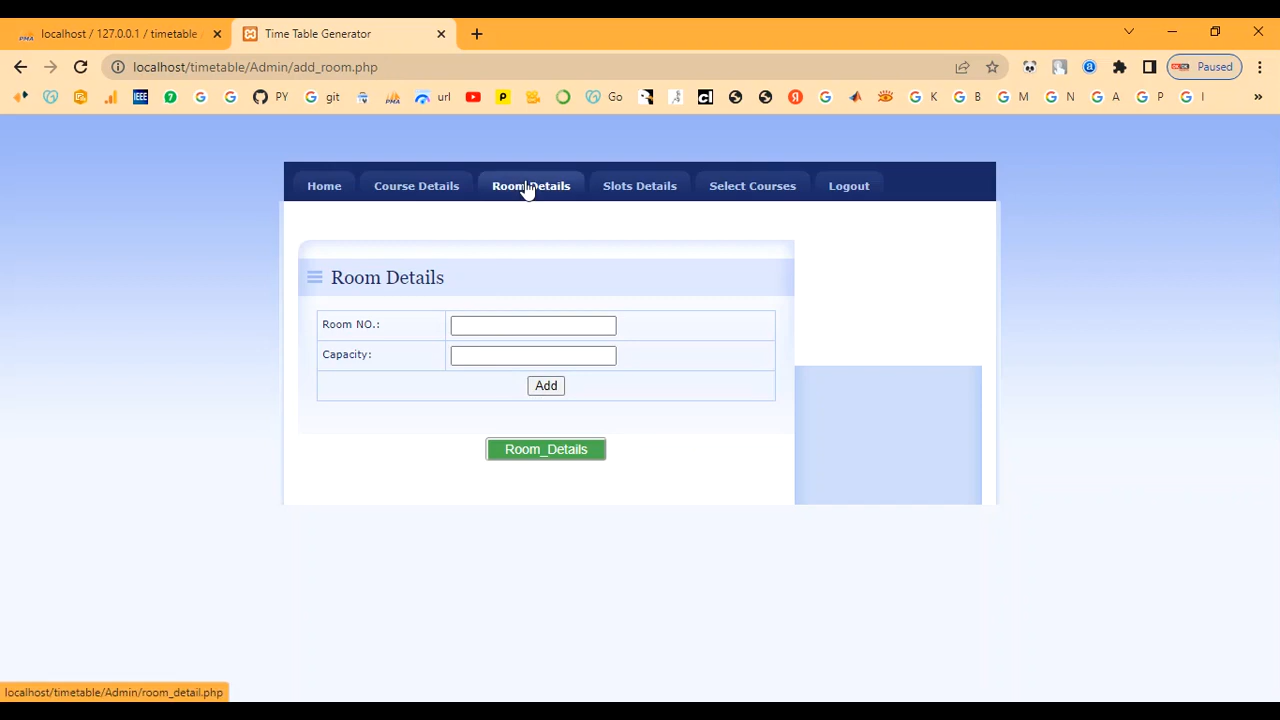 localhost / 127.0.0.1 / timetable
Time Table Generator
localhost/timetable/Admin/add_room.php
Paused
IEEE
PY
git
url
Go
K
B
M
N
A
P
I
»
Home
Course Details
Room Details
Slots Details
Select Courses
Logout
Room Details
Room NO.:
Capacity:
Add
Room_Details
localhost/timetable/Admin/room_detail.php